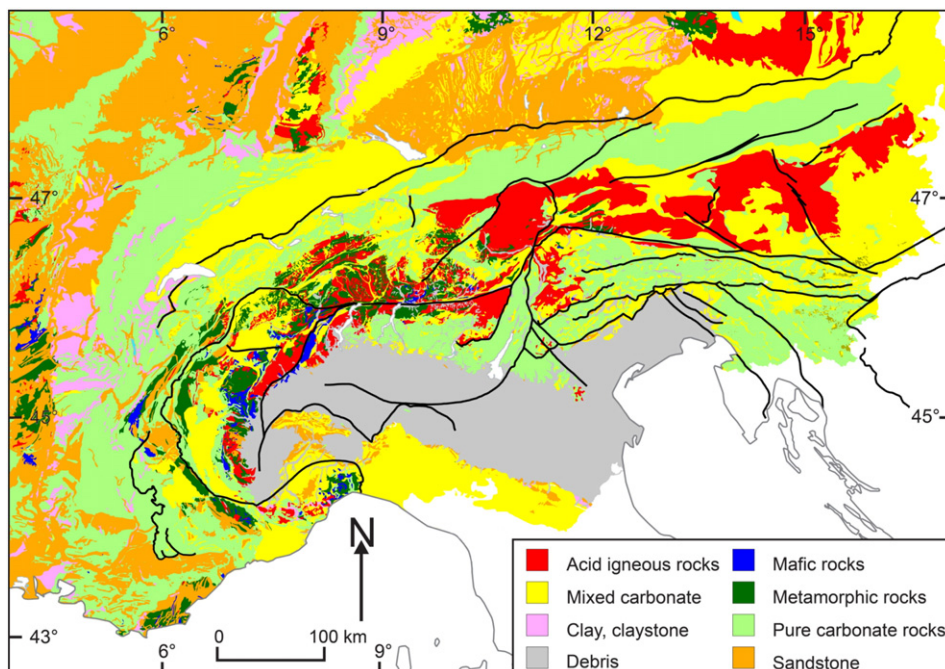 6° 9° 12° 15°
47° 47°
45° 45°
N
43°
0 100 km
6° 9°
Acid igneous rocks
Mixed carbonate
Clay, claystone
Debris
Mafic rocks
Metamorphic rocks
Pure carbonate rocks
Sandstone